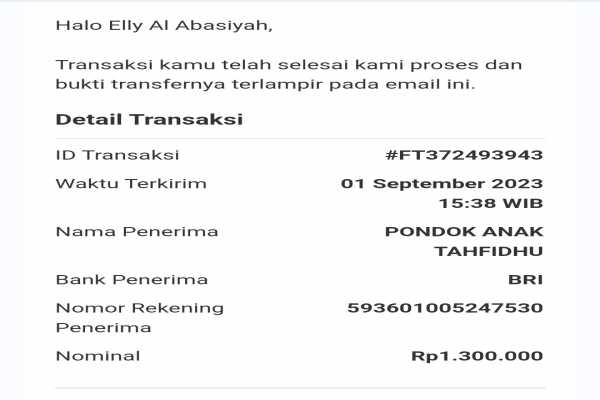 Halo Elly Al Abasiyah,
Transaksi kamu telah selesai kami proses dan
bukti transfernya terlampir pada email ini.
Detail Transaksi
ID Transaksi #FT372493943
Waktu Terkirim 01 September 2023
15:38 WIB
Nama Penerima PONDOK ANAK
TAHFIDHU
Bank Penerima BRI
Nomor Rekening 593601005247530
Penerima
Nominal Rp1.300.000